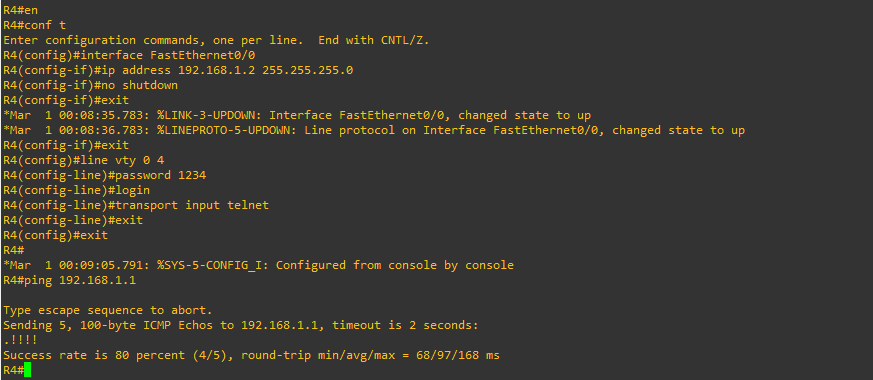 R4#en
R4#conf t
Enter configuration commands, one per line.  End with CNTL/Z.
R4(config)#interface FastEthernet0/0
R4(config-if)#ip address 192.168.1.2 255.255.255.0
R4(config-if)#no shutdown
R4(config-if)#exit
*Mar  1 00:08:35.783: %LINK-3-UPDOWN: Interface FastEthernet0/0, changed state to up
*Mar  1 00:08:36.783: %LINEPROTO-5-UPDOWN: Line protocol on Interface FastEthernet0/0, changed state to up
R4(config-if)#exit
R4(config)#line vty 0 4
R4(config-line)#password 1234
R4(config-line)#login
R4(config-line)#transport input telnet
R4(config-line)#exit
R4(config)#exit
R4#
*Mar  1 00:09:05.791: %SYS-5-CONFIG_I: Configured from console by console
R4#ping 192.168.1.1
Type escape sequence to abort.
Sending 5, 100-byte ICMP Echos to 192.168.1.1, timeout is 2 seconds:
.!!!!
Success rate is 80 percent (4/5), round-trip min/avg/max = 68/97/168 ms
R4#